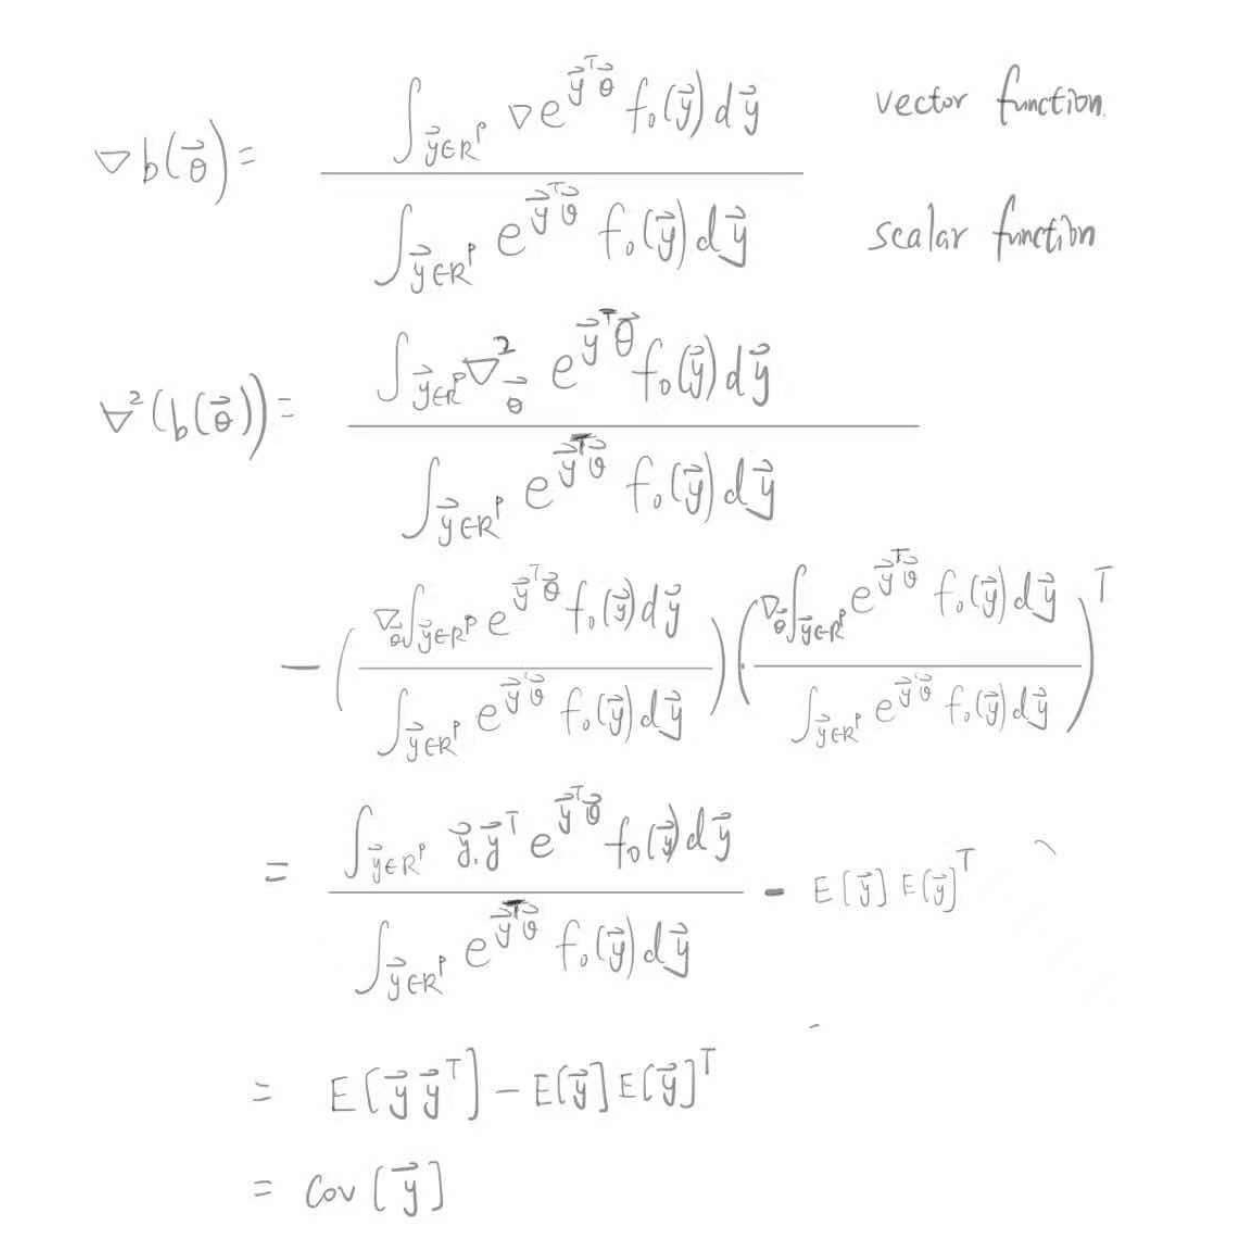 $\nabla b(\vec{\theta}) = \frac{\int_{\vec{y} \in R^P} \nabla e^{\vec{y}^T \vec{\theta}} f_0(\vec{y}) d\vec{y}}{\int_{\vec{y} \in R^P} e^{\vec{y}^T \vec{\theta}} f_0(\vec{y}) d\vec{y}}$ vector function. scalar function
$\nabla^2 (b(\vec{\theta})) = \frac{\int_{\vec{y} \in R^P} \nabla^2_{\vec{\theta}} e^{\vec{y}^T \vec{\theta}} f_0(\vec{y}) d\vec{y}}{\int_{\vec{y} \in R^P} e^{\vec{y}^T \vec{\theta}} f_0(\vec{y}) d\vec{y}}$
$- \left( \frac{\nabla_{\vec{\theta}} \int_{\vec{y} \in R^P} e^{\vec{y}^T \vec{\theta}} f_0(\vec{y}) d\vec{y}}{\int_{\vec{y} \in R^P} e^{\vec{y}^T \vec{\theta}} f_0(\vec{y}) d\vec{y}} \right) \cdot \left( \frac{\nabla_{\vec{\theta}} \int_{\vec{y} \in R^P} e^{\vec{y}^T \vec{\theta}} f_0(\vec{y}) d\vec{y}}{\int_{\vec{y} \in R^P} e^{\vec{y}^T \vec{\theta}} f_0(\vec{y}) d\vec{y}} \right)^T$
$= \frac{\int_{\vec{y} \in R^P} \vec{y} . \vec{y}^T e^{\vec{y}^T \vec{\theta}} f_0(\vec{y}) d\vec{y}}{\int_{\vec{y} \in R^P} e^{\vec{y}^T \vec{\theta}} f_0(\vec{y}) d\vec{y}} - E[\vec{y}] E[\vec{y}]^T$
$= E[\vec{y} \vec{y}^T] - E[\vec{y}] E[\vec{y}]^T$
$= Cov[\vec{y}]$